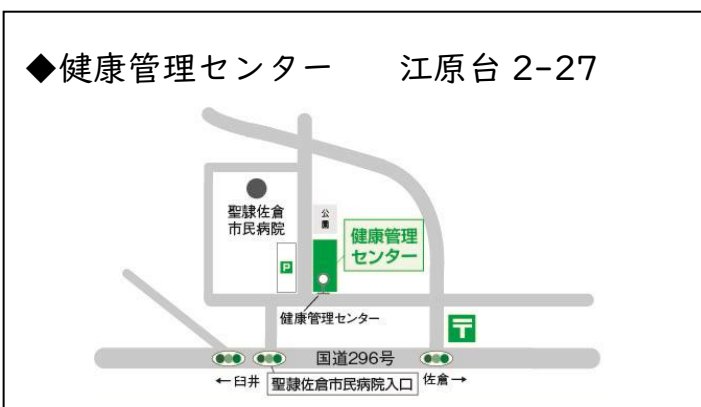 ◆健康管理センター　　江原台 2-27
聖隷佐倉
市民病院
公
園
健康管理
センター
P
健康管理センター
〒
国道296号
←臼井
聖隷佐倉市民病院入口
佐倉→